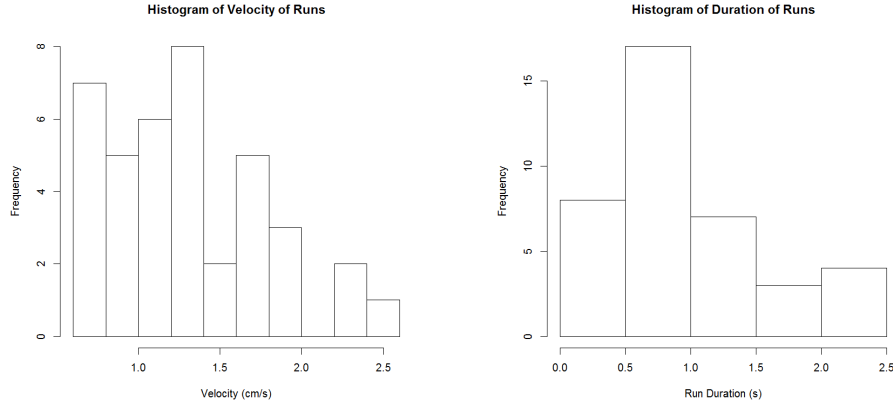 Histogram of Velocity of Runs
Frequency
0
2
4
6
8
1.0 1.5 2.0 2.5
Velocity (cm/s)
Histogram of Duration of Runs
Frequency
0
5
10
15
0.0 0.5 1.0 1.5 2.0 2.5
Run Duration (s)